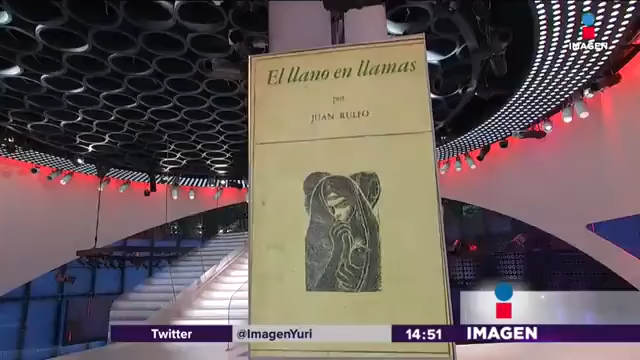 IMAGEN
El llano en llamas
por
JUAN RULFO
Twitter @ImagenYuri 14:51 IMAGEN